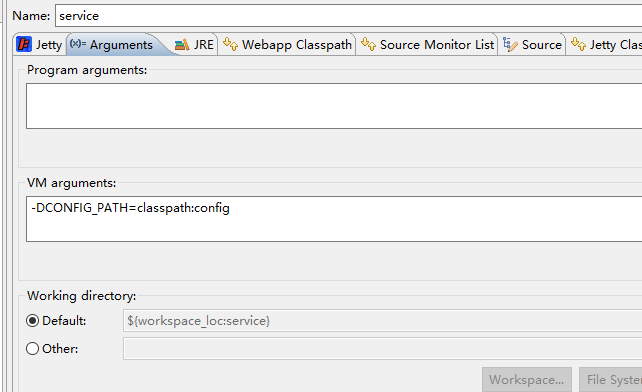 Name: service
Jetty (x)= Arguments JRE Webapp Classpath Source Monitor List Source Jetty Clas
Program arguments:
VM arguments:
-DCONFIG_PATH=classpath:config
Working directory:
Default: ${workspace_loc:service}
Other:
Workspace... File Syste